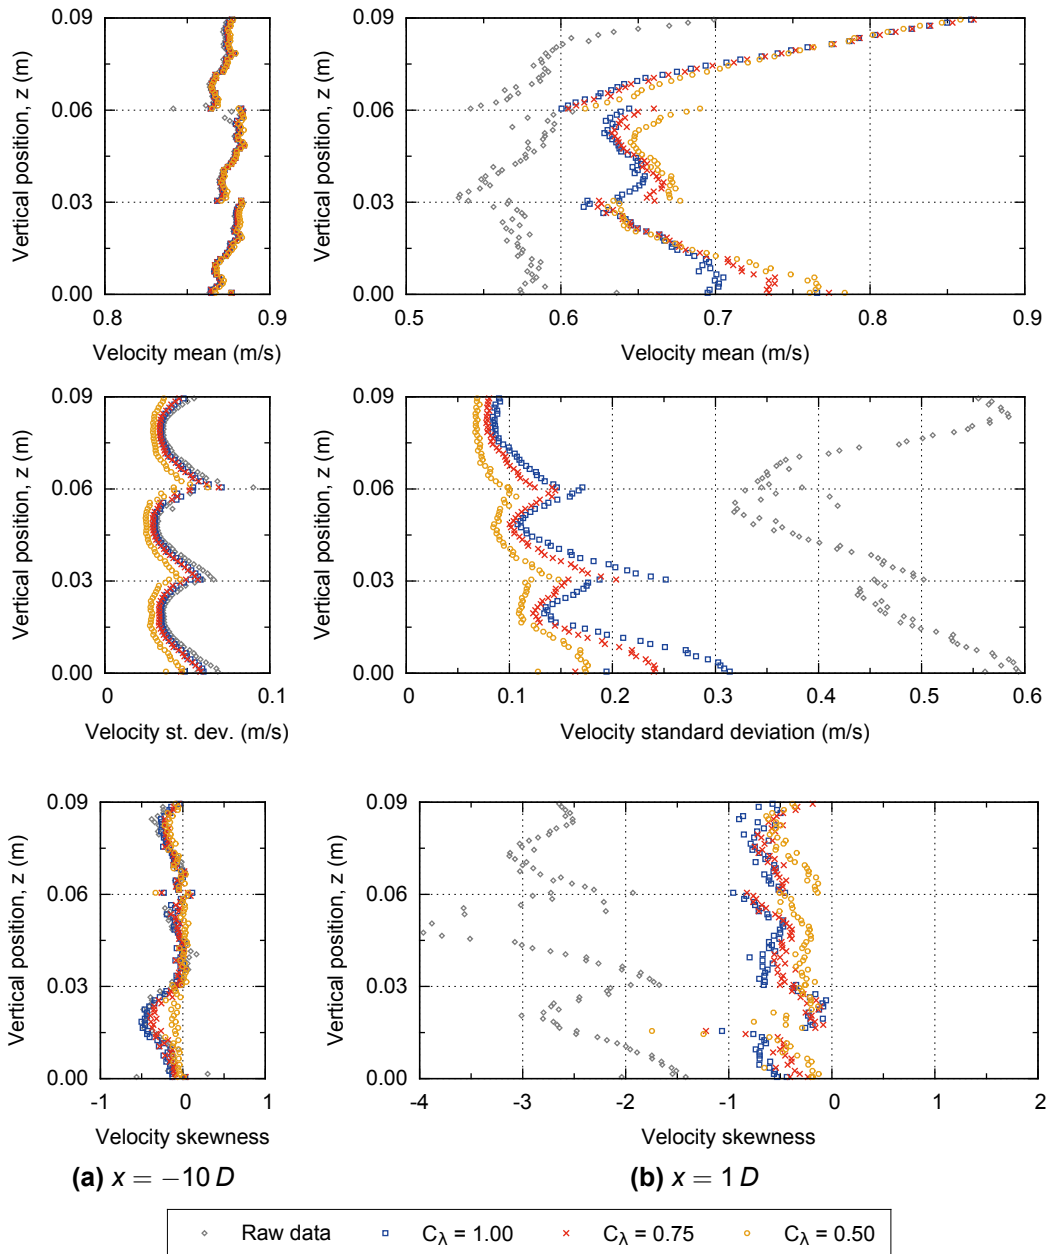 0.09
0.06
0.03
0.00
Vertical position, z (m)
0.8
0.9
Velocity mean (m/s)
0.09
0.06
0.03
0.00
Vertical position, z (m)
0.5
0.6
0.7
0.8
0.9
Velocity mean (m/s)
0.09
0.06
0.03
0.00
Vertical position, z (m)
0
0.1
Velocity st. dev. (m/s)
0.09
0.06
0.03
0.00
Vertical position, z (m)
0
0.1
0.2
0.3
0.4
0.5
0.6
Velocity standard deviation (m/s)
0.09
0.06
0.03
0.00
Vertical position, z (m)
-1
0
1
Velocity skewness
(a) x = −10 D
0.09
0.06
0.03
0.00
Vertical position, z (m)
-4
-3
-2
-1
0
1
2
Velocity skewness
(b) x = 1 D
Raw data
C_λ = 1.00
C_λ = 0.75
C_λ = 0.50